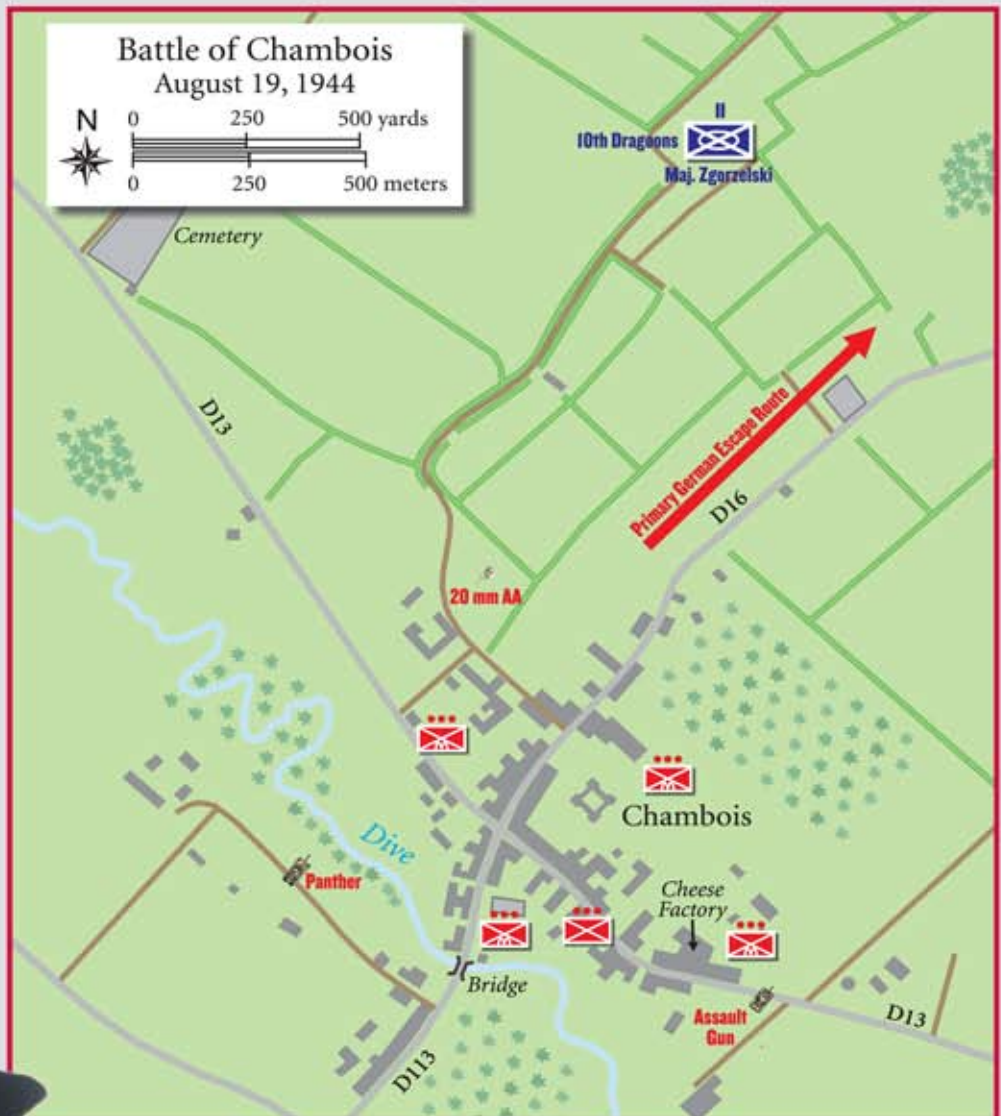 Battle of Chambois
August 19, 1944
N
0 250 500 yards
0 250 500 meters
II
10th Dragoons
Maj. Zgorzelski
Cemetery
D13
Primary German Escape Route
D16
20 mm AA
Chambois
Dive
Panther
Cheese
Factory
Bridge
Assault
Gun
D13
D113